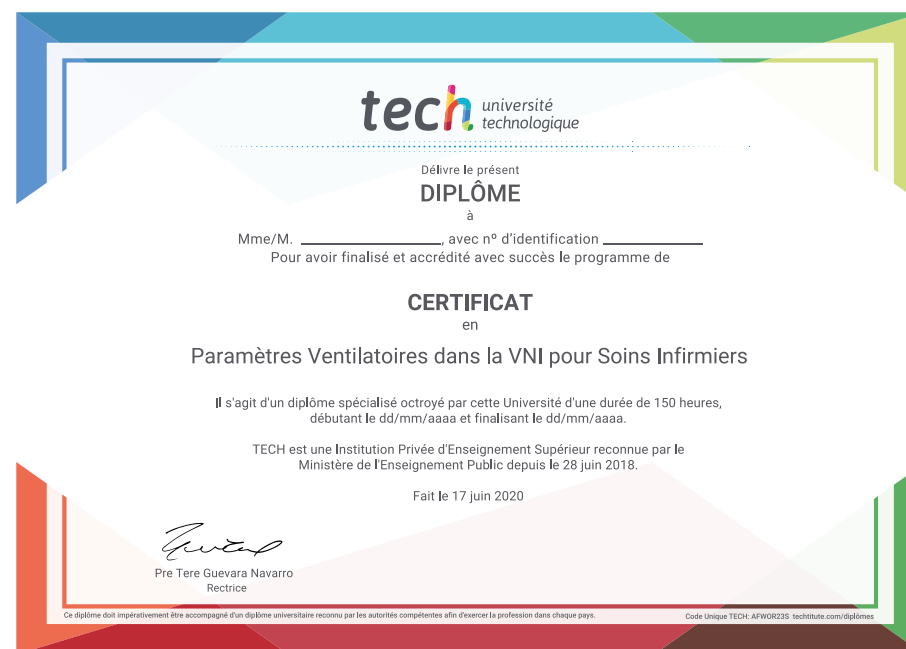 tech université
technologique
Délivre le présent
DIPLÔME
à
Mme/M. ____________________, avec nº d'identification ______________
Pour avoir finalisé et accrédité avec succès le programme de
CERTIFICAT
en
Paramètres Ventilatoires dans la VNI pour Soins Infirmiers
Il s'agit d'un diplôme spécialisé octroyé par cette Université d'une durée de 150 heures,
débutant le dd/mm/aaaa et finalisant le dd/mm/aaaa.
TECH est une Institution Privée d'Enseignement Supérieur reconnue par le
Ministère de l'Enseignement Public depuis le 28 juin 2018.
Fait le 17 juin 2020
Pre Tere Guevara Navarro
Rectrice
Ce diplôme doit impérativement être accompagné d'un diplôme universitaire reconnu par les autorités compétentes afin d'exercer la profession dans chaque pays.
Code Unique TECH: AFWOR23S techtitute.com/diplômes